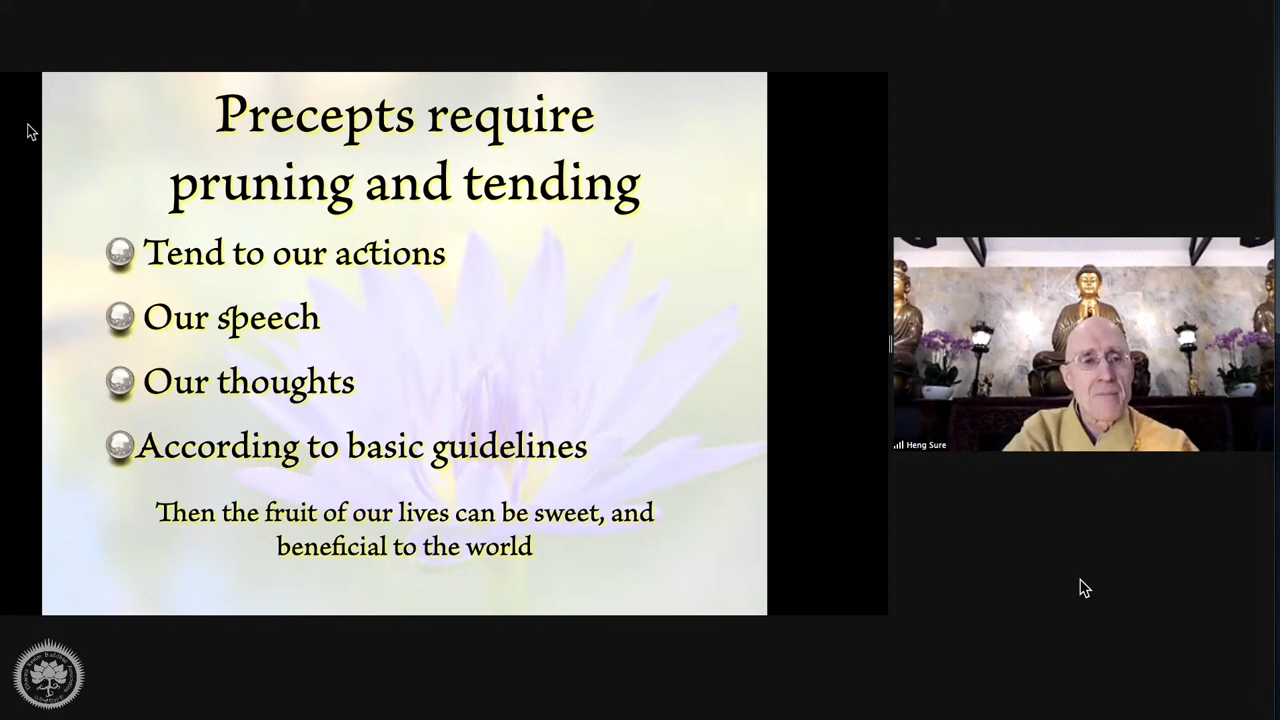 Precepts require
pruning and tending
Tend to our actions
Our speech
Our thoughts
According to basic guidelines
Then the fruit of our lives can be sweet, and
beneficial to the world
Heng Sure